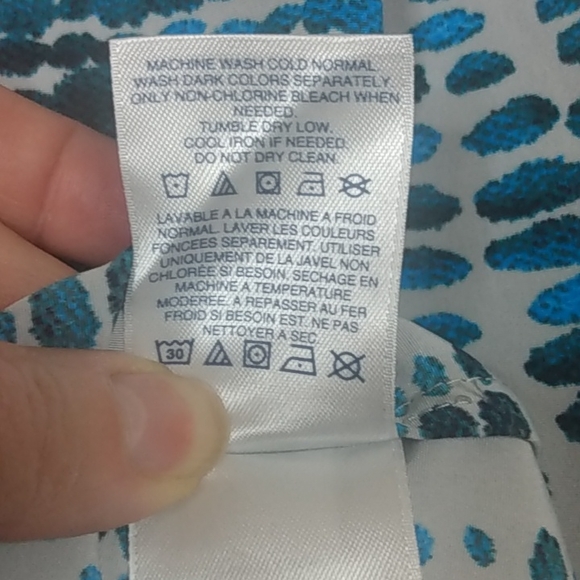 MACHINE WASH COLD NORMAL.
WASH DARK COLORS SEPARATELY.
ONLY NON-CHLORINE BLEACH WHEN
NEEDED.
TUMBLE DRY LOW.
COOL IRON IF NEEDED.
DO NOT DRY CLEAN.
LAVABLE A LA MACHINE A FROID
NORMAL. LAVER LES COULEURS
FONCEES SEPAREMENT. UTILISER
UNIQUEMENT DE LA JAVEL NON
CHLORÉE SI BESOIN. SECHAGE EN
MACHINE A TEMPERATURE
MODEREE. A REPASSER AU FER
FROID SI BESOIN EST. NE PAS
NETTOYER A SEC
30